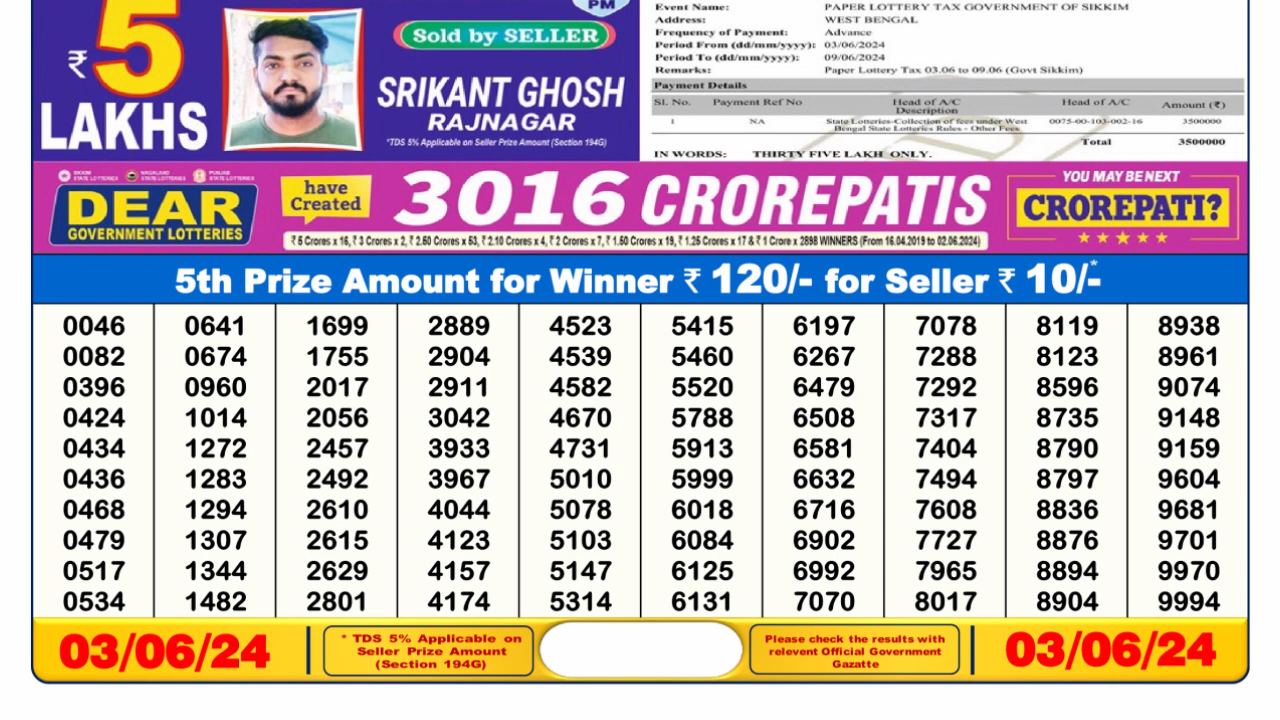 ₹ 5
LAKHS
PM
Sold by SELLER
SRIKANT GHOSH
RAJNAGAR
*TDS 5% Applicable on Seller Prize Amount (Section 194G)
Event Name: PAPER LOTTERY TAX GOVERNMENT OF SIKKIM
Address: WEST BENGAL
Frequency of Payment: Advance
Period From (dd/mm/yyyy): 03/06/2024
Period To (dd/mm/yyyy): 09/06/2024
Remarks: Paper Lottery Tax 03.06 to 09.06 (Govt Sikkim)
Payment Details
Sl. No. Payment Ref No Head of A/C Description Head of A/C Amount (₹)
1 NA State Lotteries-Collection of fees under West Bengal State Lotteries Rules - Other Fees 0075-00-103-002-16 3500000
Total 3500000
IN WORDS: THIRTY FIVE LAKH ONLY.
SIKKIM STATE LOTTERIES NAGALAND STATE LOTTERIES PUNJAB STATE LOTTERIES
DEAR
GOVERNMENT LOTTERIES
have
Created
3016 CROREPATIS
₹ 5 Crores x 16, ₹ 3 Crores x 2, ₹ 2.50 Crores x 53, ₹ 2.10 Crores x 4, ₹ 2 Crores x 7, ₹ 1.50 Crores x 19, ₹ 1.25 Crores x 17 & ₹ 1 Crore x 2898 WINNERS (From 16.04.2019 to 02.06.2024)
YOU MAY BE NEXT
CROREPATI?
5th Prize Amount for Winner ₹ 120/- for Seller ₹ 10/-*
0046 0641 1699 2889 4523 5415 6197 7078 8119 8938
0082 0674 1755 2904 4539 5460 6267 7288 8123 8961
0396 0960 2017 2911 4582 5520 6479 7292 8596 9074
0424 1014 2056 3042 4670 5788 6508 7317 8735 9148
0434 1272 2457 3933 4731 5913 6581 7404 8790 9159
0436 1283 2492 3967 5010 5999 6632 7494 8797 9604
0468 1294 2610 4044 5078 6018 6716 7608 8836 9681
0479 1307 2615 4123 5103 6084 6902 7727 8876 9701
0517 1344 2629 4157 5147 6125 6992 7965 8894 9970
0534 1482 2801 4174 5314 6131 7070 8017 8904 9994
03/06/24
* TDS 5% Applicable on
Seller Prize Amount
(Section 194G)
Please check the results with
relevent Official Government
Gazatte
03/06/24